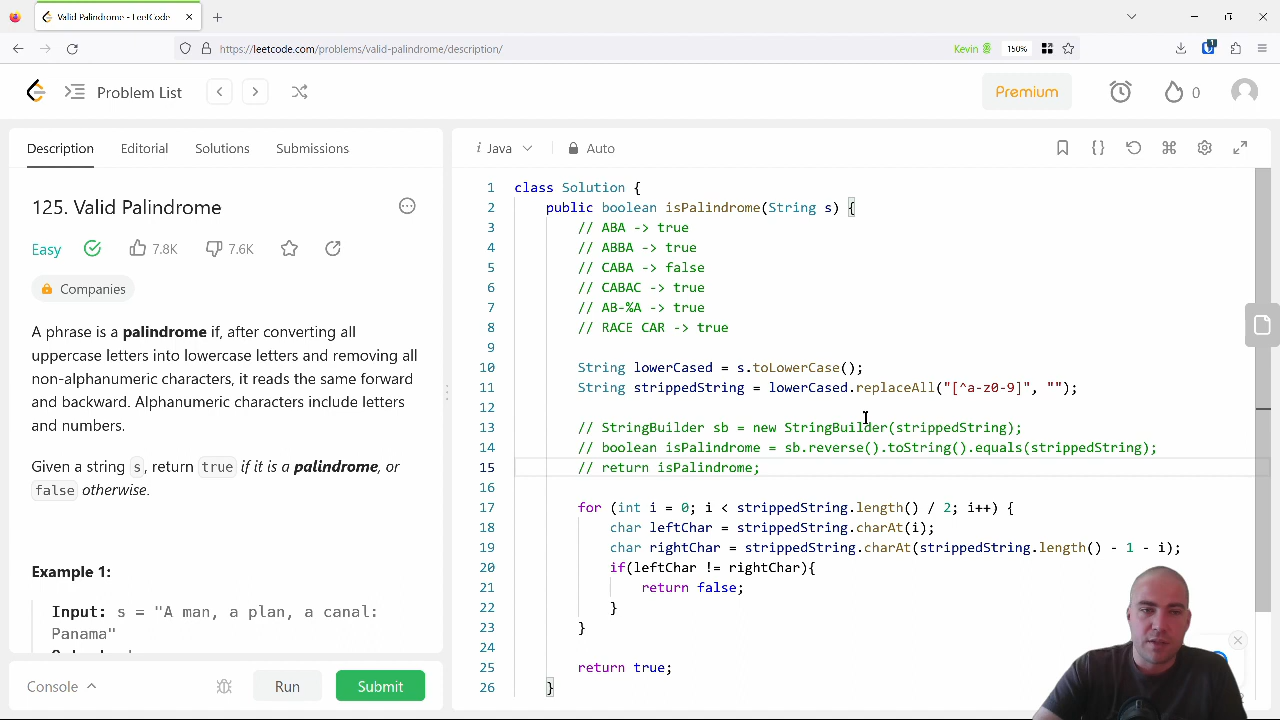 Valid Palindrome - LeetCode
https://leetcode.com/problems/valid-palindrome/description/
Kevin
150%
1
Problem List
Premium
0
Description
Editorial
Solutions
Submissions
125. Valid Palindrome
Easy
7.8K
7.6K
Companies
A phrase is a palindrome if, after converting all
uppercase letters into lowercase letters and removing all
non-alphanumeric characters, it reads the same forward
and backward. Alphanumeric characters include letters
and numbers.
Given a string s, return true if it is a palindrome, or
false otherwise.
Example 1:
Input: s = "A man, a plan, a canal:
Panama"
Console
Run
Submit
i Java
Auto
1 class Solution {
2 public boolean isPalindrome(String s) {
3 // ABA -> true
4 // ABBA -> true
5 // CABA -> false
6 // CABAC -> true
7 // AB-%A -> true
8 // RACE CAR -> true
9
10 String lowerCased = s.toLowerCase();
11 String strippedString = lowerCased.replaceAll("[^a-z0-9]", "");
12
13 // StringBuilder sb = new StringBuilder(strippedString);
14 // boolean isPalindrome = sb.reverse().toString().equals(strippedString);
15 // return isPalindrome;
16
17 for (int i = 0; i < strippedString.length() / 2; i++) {
18 char leftChar = strippedString.charAt(i);
19 char rightChar = strippedString.charAt(strippedString.length() - 1 - i);
20 if(leftChar != rightChar){
21 return false;
22 }
23 }
24
25 return true;
26 }